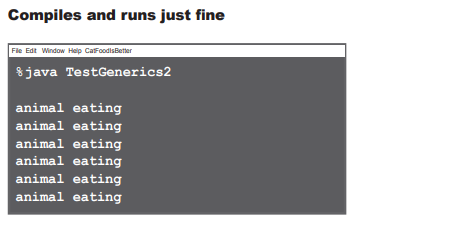 Compiles and runs just fine
File Edit Window Help CatFoodIsBetter
%java TestGenerics2
animal eating
animal eating
animal eating
animal eating
animal eating
animal eating